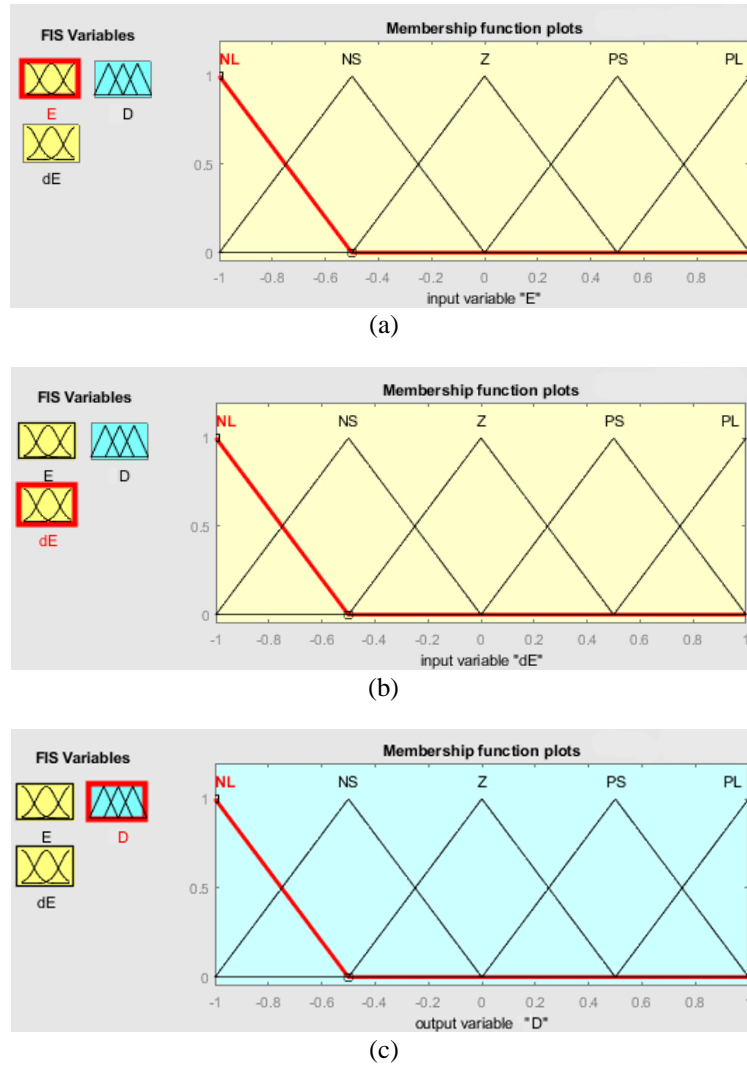 FIS Variables
Membership function plots
E
D
dE
NL
NS
Z
PS
PL
1
0.5
0
-1
-0.8
-0.6
-0.4
-0.2
0
0.2
0.4
0.6
0.8
input variable "E"
(a)
FIS Variables
Membership function plots
E
D
dE
NL
NS
Z
PS
PL
1
0.5
0
-1
-0.8
-0.6
-0.4
-0.2
0
0.2
0.4
0.6
0.8
1
input variable "dE"
(b)
FIS Variables
Membership function plots
E
D
dE
NL
NS
Z
PS
PL
1
0.5
0
-1
-0.8
-0.6
-0.4
-0.2
0
0.2
0.4
0.6
0.8
1
output variable "D"
(c)